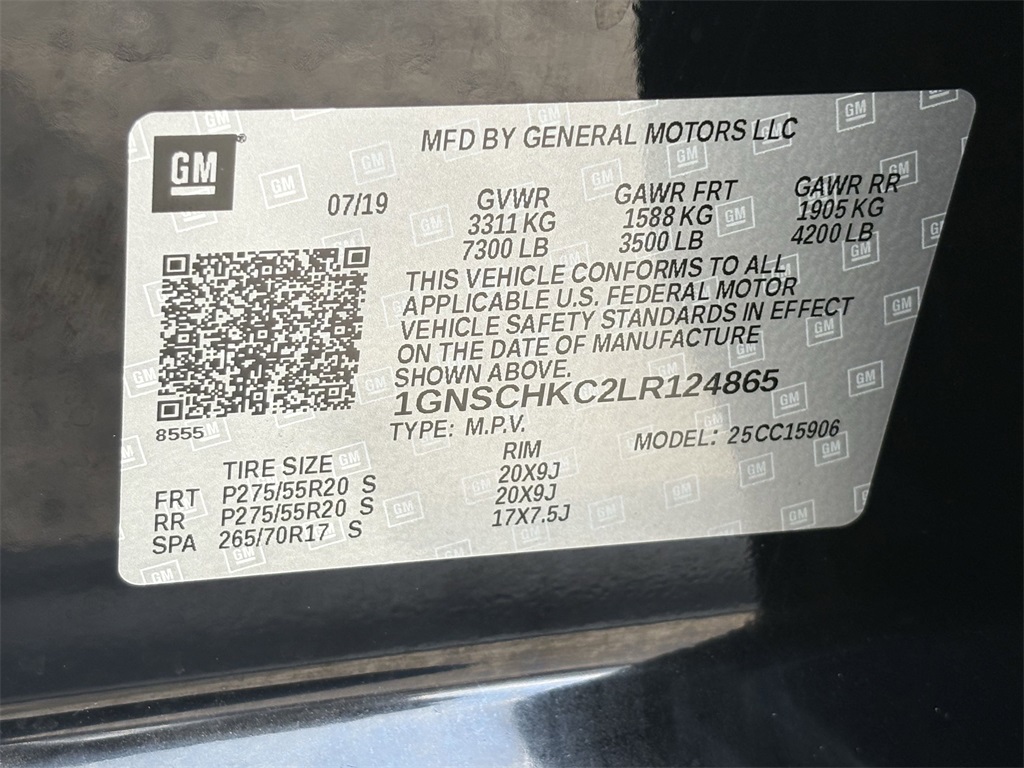 GM
MFD BY GENERAL MOTORS LLC
07/19
GVWR GAWR FRT GAWR RR
3311 KG 1588 KG 1905 KG
7300 LB 3500 LB 4200 LB
THIS VEHICLE CONFORMS TO ALL
APPLICABLE U.S. FEDERAL MOTOR
VEHICLE SAFETY STANDARDS IN EFFECT
ON THE DATE OF MANUFACTURE
SHOWN ABOVE.
1GNSCHKC2LR124865
8555
TYPE: M.P.V. MODEL: 25CC15906
TIRE SIZE RIM
FRT P275/55R20 S 20X9J
RR P275/55R20 S 20X9J
SPA 265/70R17 S 17X7.5J